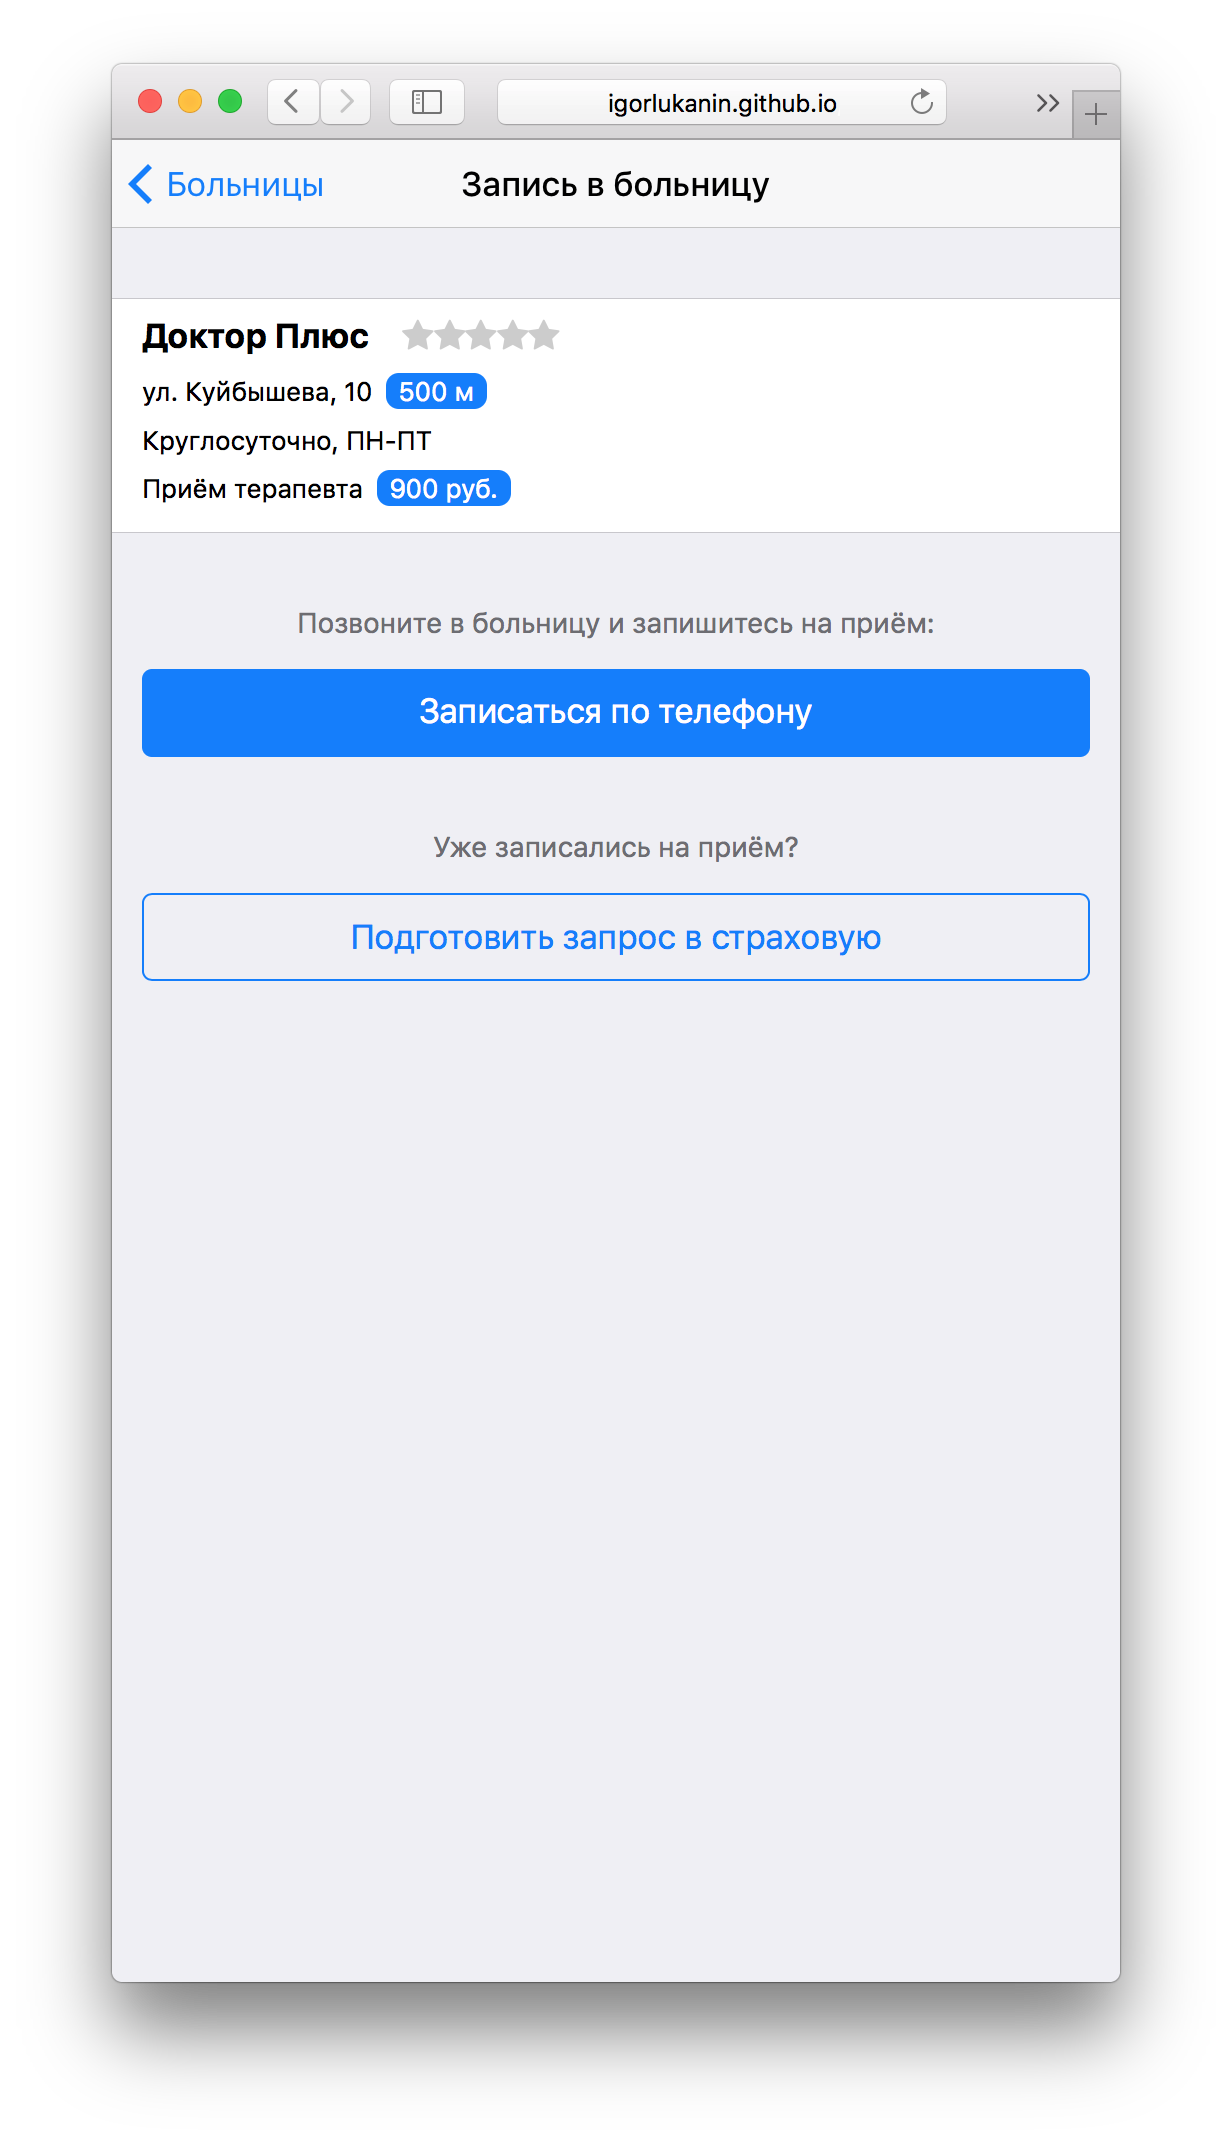 igorlukanin.github.io
Больницы
Запись в больницу
Доктор Плюс
ул. Куйбышева, 10 500 м
Круглосуточно, ПН-ПТ
Приём терапевта 900 руб.
Позвоните в больницу и запишитесь на приём:
Записаться по телефону
Уже записались на приём?
Подготовить запрос в страховую